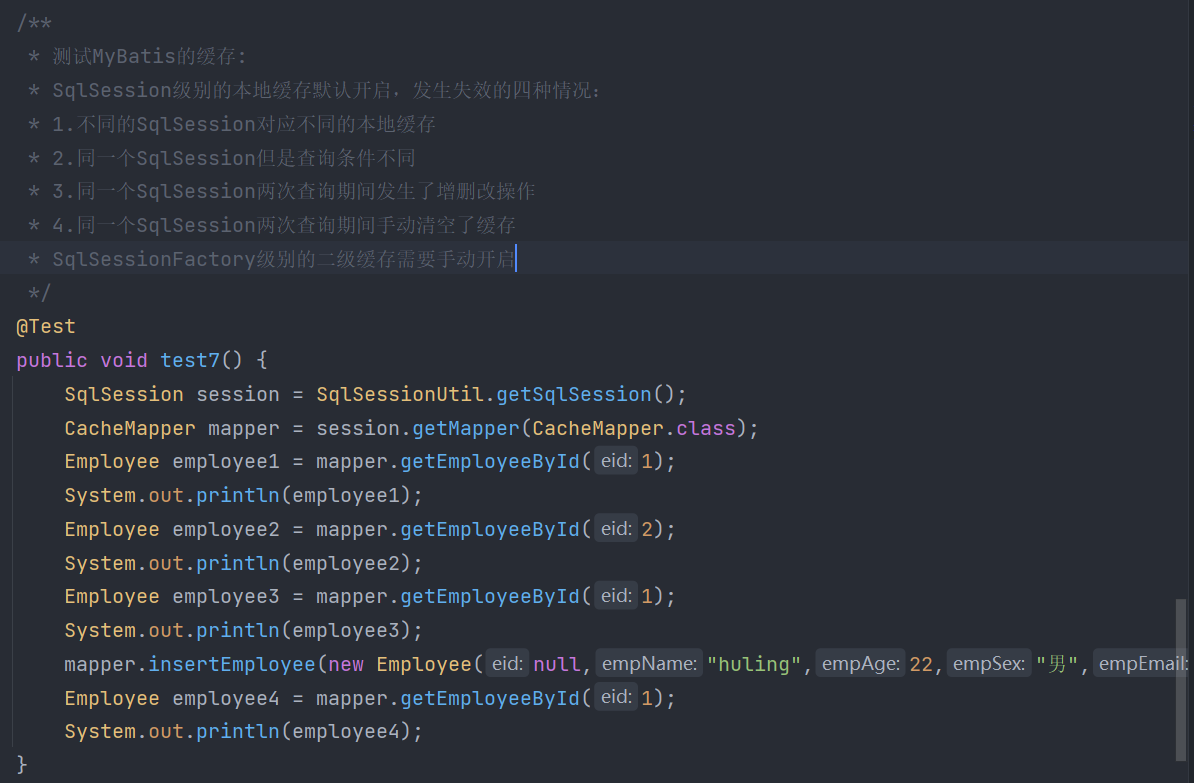 /**
 * 测试MyBatis的缓存：
 * SqlSession级别的本地缓存默认开启，发生失效的四种情况：
 * 1.不同的SqlSession对应不同的本地缓存
 * 2.同一个SqlSession但是查询条件不同
 * 3.同一个SqlSession两次查询期间发生了增删改操作
 * 4.同一个SqlSession两次查询期间手动清空了缓存
 * SqlSessionFactory级别的二级缓存需要手动开启
 */
@Test
public void test7() {
    SqlSession session = SqlSessionUtil.getSqlSession();
    CacheMapper mapper = session.getMapper(CacheMapper.class);
    Employee employee1 = mapper.getEmployeeById( eid: 1);
    System.out.println(employee1);
    Employee employee2 = mapper.getEmployeeById( eid: 2);
    System.out.println(employee2);
    Employee employee3 = mapper.getEmployeeById( eid: 1);
    System.out.println(employee3);
    mapper.insertEmployee(new Employee( eid: null, empName: "huling", empAge: 22, empSex: "男", empEmail:
    Employee employee4 = mapper.getEmployeeById( eid: 1);
    System.out.println(employee4);
}